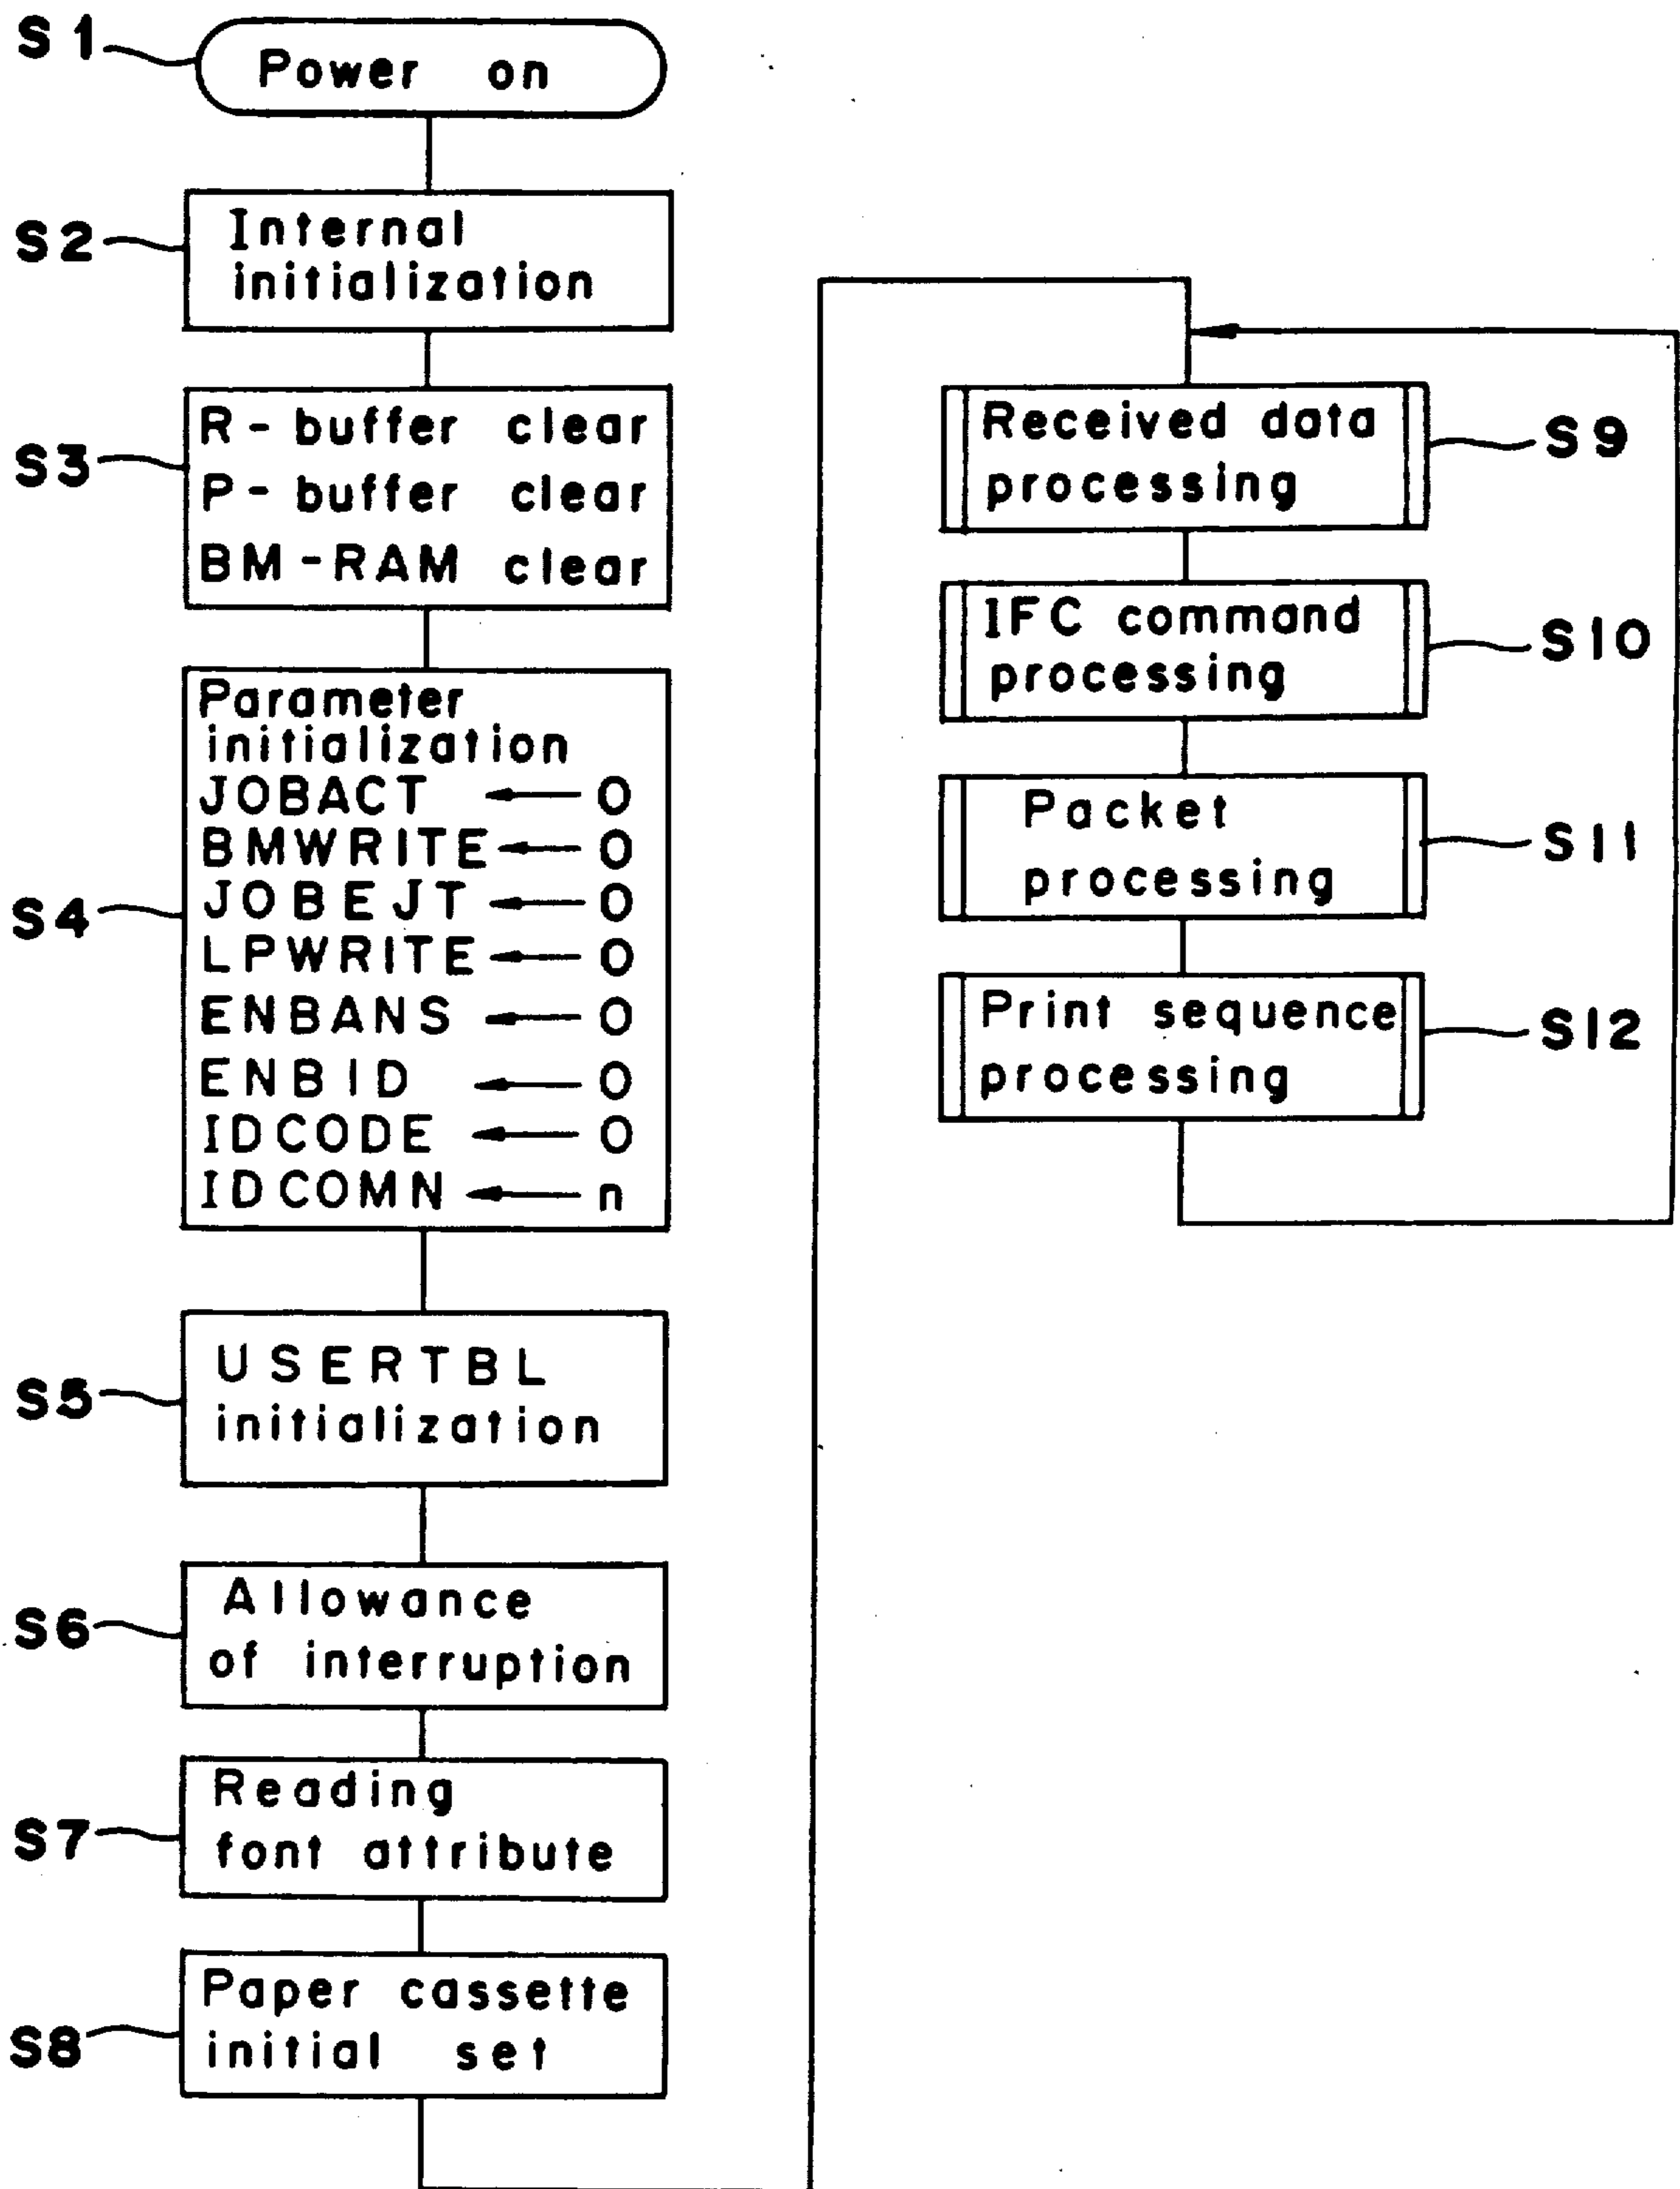 S1
Power on
S2
Internal
initialization
S3
R-buffer clear
P-buffer clear
BM-RAM clear
S4
Parameter
initialization
JOBACT ← 0
BMWRITE ← 0
JOBEJT ← 0
LPWRITE ← 0
ENBANS ← 0
ENBID ← 0
IDCODE ← 0
IDCOMN ← n
S5
USERTBL
initialization
S6
Allowance
of interruption
S7
Reading
font attribute
S8
Paper cassette
initial set
Received data
processing
S9
IFC command
processing
S10
Packet
processing
S11
Print sequence
processing
S12